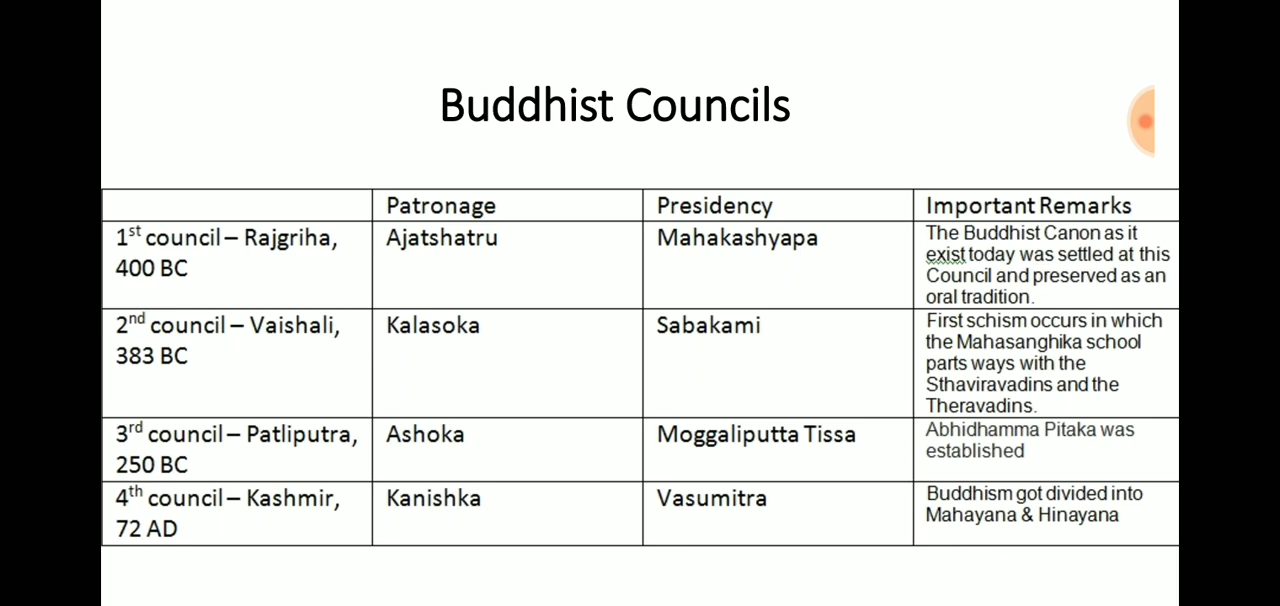 Buddhist Councils
Patronage Presidency Important Remarks
1st council – Rajgriha,
400 BC
Ajatshatru
Mahakashyapa
The Buddhist Canon as it
exist today was settled at this
Council and preserved as an
oral tradition.
2nd council – Vaishali,
383 BC
Kalasoka
Sabakami
First schism occurs in which
the Mahasanghika school
parts ways with the
Sthaviravadins and the
Theravadins.
3rd council – Patliputra,
250 BC
Ashoka
Moggaliputta Tissa
Abhidhamma Pitaka was
established
4th council – Kashmir,
72 AD
Kanishka
Vasumitra
Buddhism got divided into
Mahayana & Hinayana